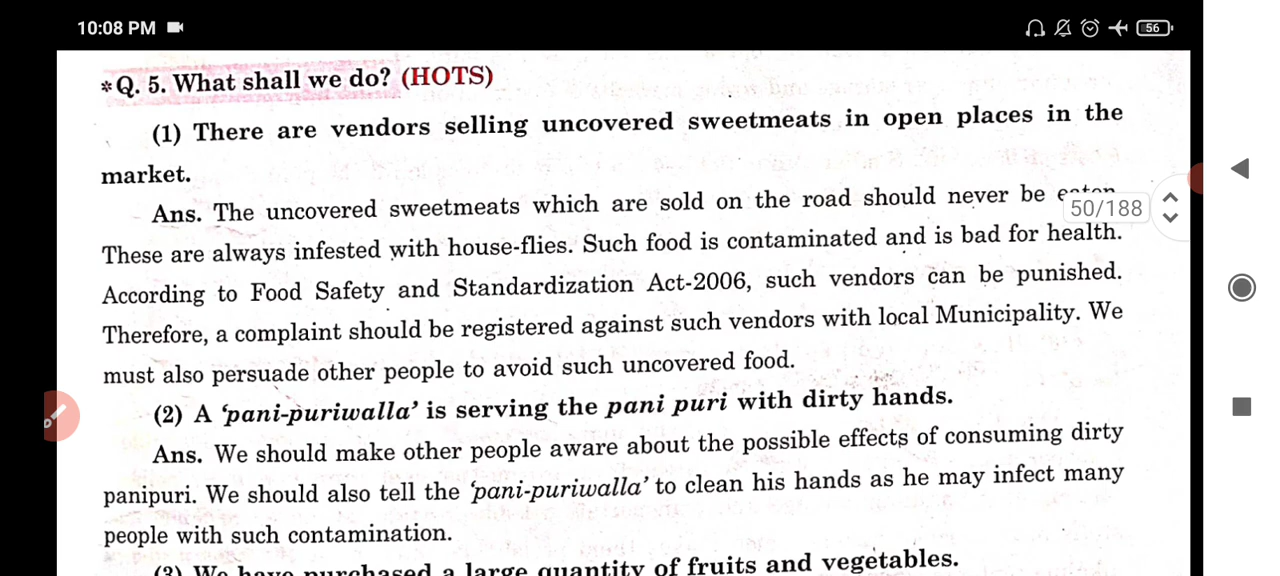 10:08 PM
56
*Q. 5. What shall we do? (HOTS)
(1) There are vendors selling uncovered sweetmeats in open places in the
market.
Ans. The uncovered sweetmeats which are sold on the road should never be eaten
50/188
These are always infested with house-flies. Such food is contaminated and is bad for health.
According to Food Safety and Standardization Act-2006, such vendors can be punished.
Therefore, a complaint should be registered against such vendors with local Municipality. We
must also persuade other people to avoid such uncovered food.
(2) A ‘pani-puriwalla’ is serving the pani puri with dirty hands.
Ans. We should make other people aware about the possible effects of consuming dirty
panipuri. We should also tell the ‘pani-puriwalla’ to clean his hands as he may infect many
people with such contamination.
(3) We have purchased a large quantity of fruits and vegetables.